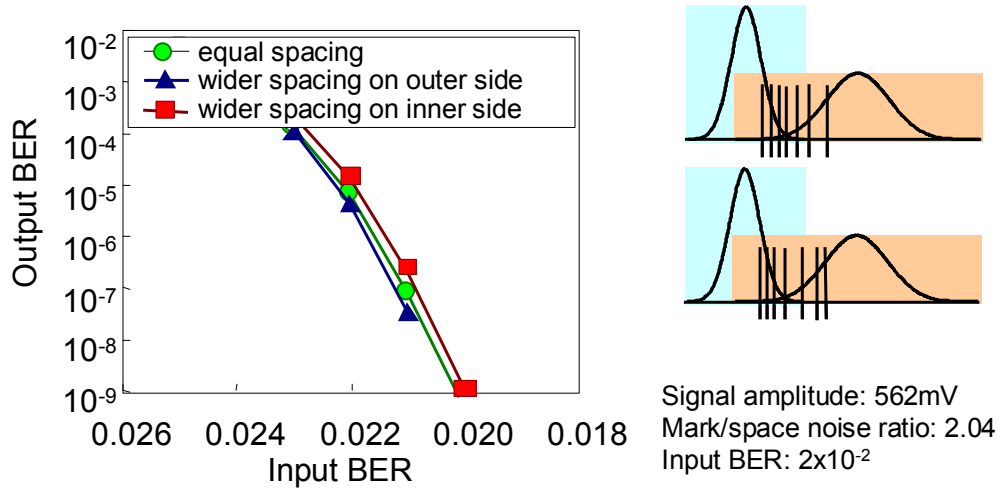 10-2
10-3
10-4
10-5
10-6
10-7
10-8
10-9
Output BER
equal spacing
wider spacing on outer side
wider spacing on inner side
0.026 0.024 0.022 0.020 0.018
Input BER
Signal amplitude: 562mV
Mark/space noise ratio: 2.04
Input BER: 2x10-2